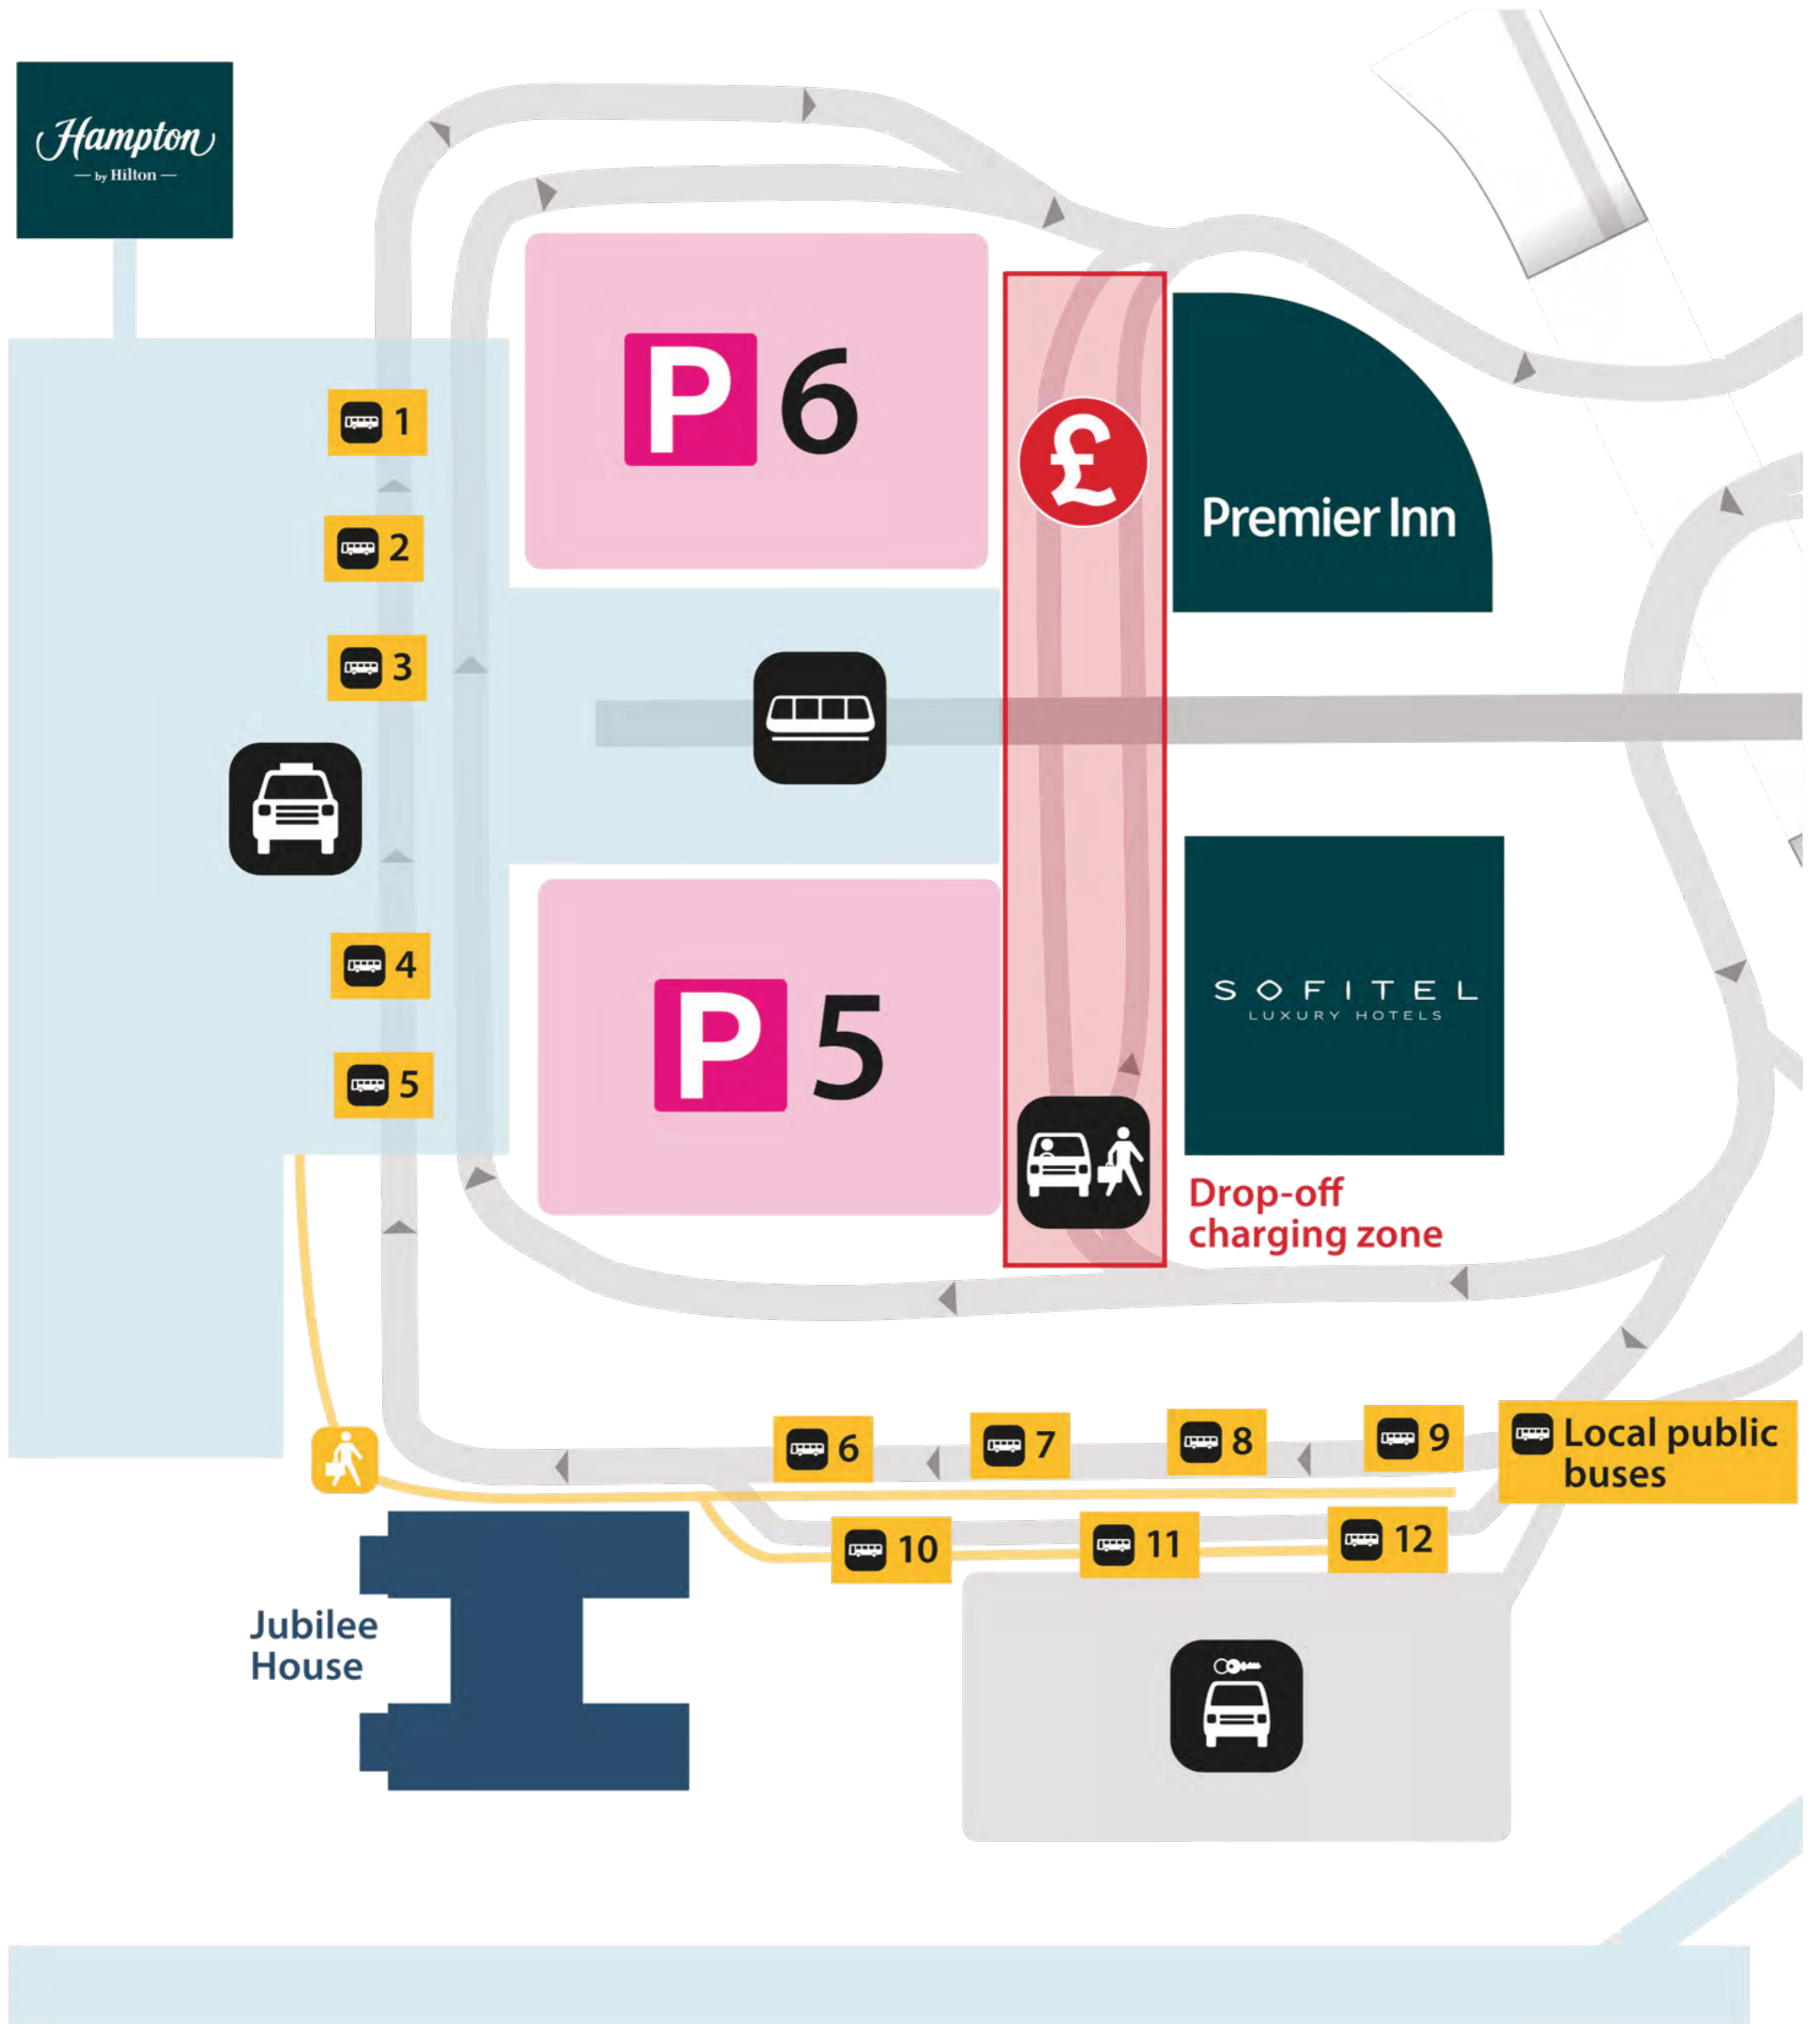 Hampton
by Hilton
P 6
£
1
2
3
Premier Inn
4
5
P 5
SOFITEL
LUXURY HOTELS
Drop-off
charging zone
6
7
8
9
Local public
buses
10
11
12
Jubilee
House